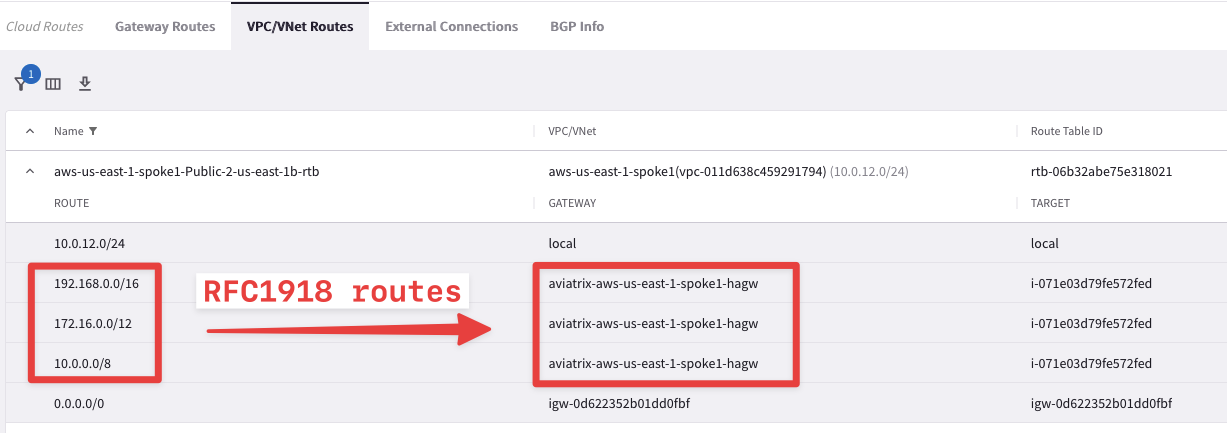 Cloud Routes Gateway Routes VPC/VNet Routes External Connections BGP Info
1
Name VPC/VNet Route Table ID
aws-us-east-1-spoke1-Public-2-us-east-1b-rtb aws-us-east-1-spoke1(vpc-011d638c459291794) (10.0.12.0/24) rtb-06b32abe75e318021
ROUTE GATEWAY TARGET
10.0.12.0/24 local local
192.168.0.0/16 aviatrix-aws-us-east-1-spoke1-hagw i-071e03d79fe572fed
RFC1918 routes
172.16.0.0/12 aviatrix-aws-us-east-1-spoke1-hagw i-071e03d79fe572fed
10.0.0.0/8 aviatrix-aws-us-east-1-spoke1-hagw i-071e03d79fe572fed
0.0.0.0/0 igw-0d622352b01dd0fbf igw-0d622352b01dd0fbf